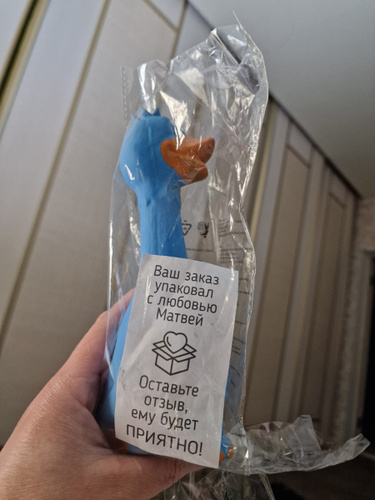 Ваш заказ
упаковал
с любовью
Матвей
Оставьте
отзыв,
ему будет
ПРИЯТНО!